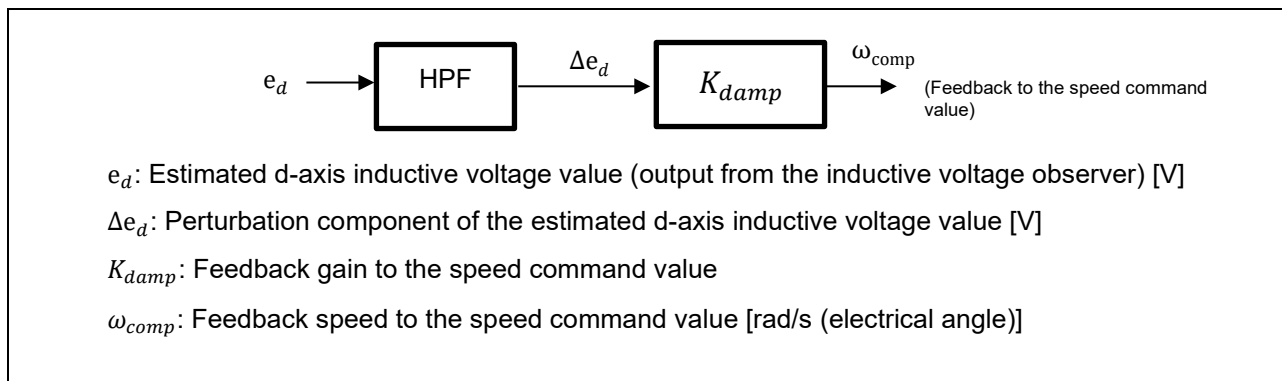 e_d
HPF
Δe_d
K_damp
ω_comp
(Feedback to the speed command
value)
e_d: Estimated d-axis inductive voltage value (output from the inductive voltage observer) [V]
Δe_d: Perturbation component of the estimated d-axis inductive voltage value [V]
K_damp: Feedback gain to the speed command value
ω_comp: Feedback speed to the speed command value [rad/s (electrical angle)]